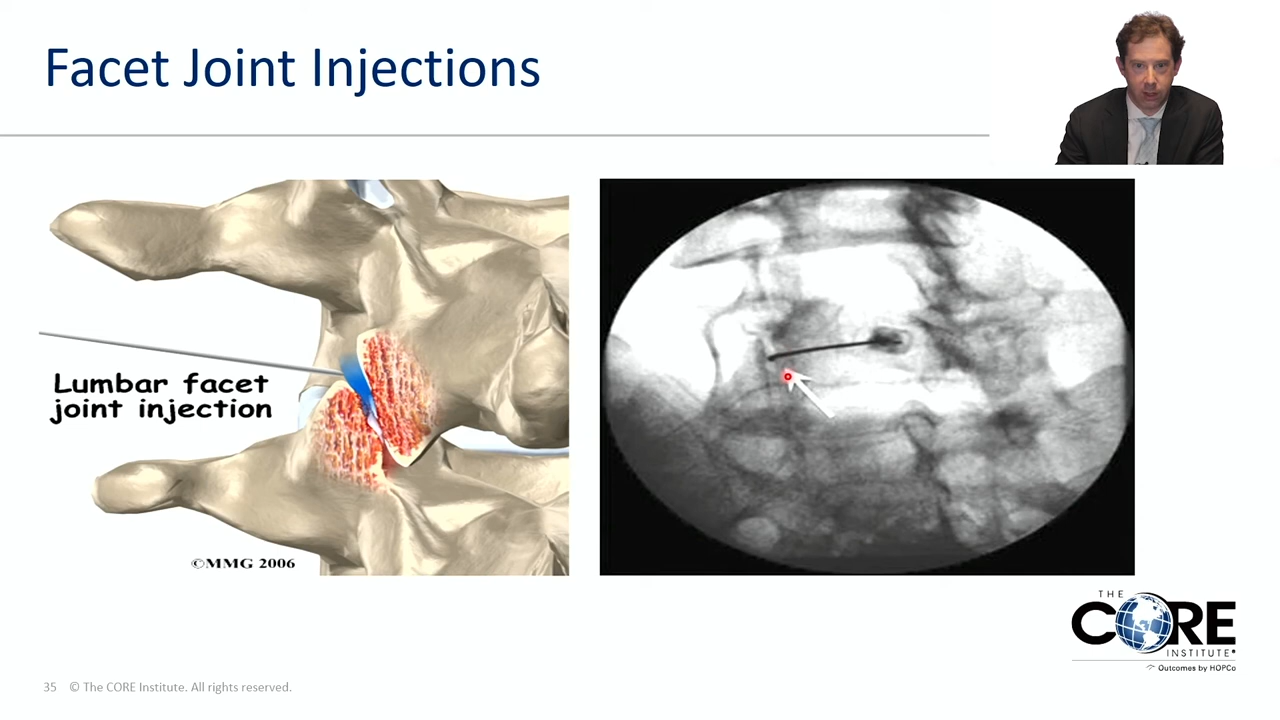 Facet Joint Injections
Lumbar facet
joint injection
©MMG 2006
THE
CORE
INSTITUTE®
Outcomes by HOPCo
35 © The CORE Institute. All rights reserved.